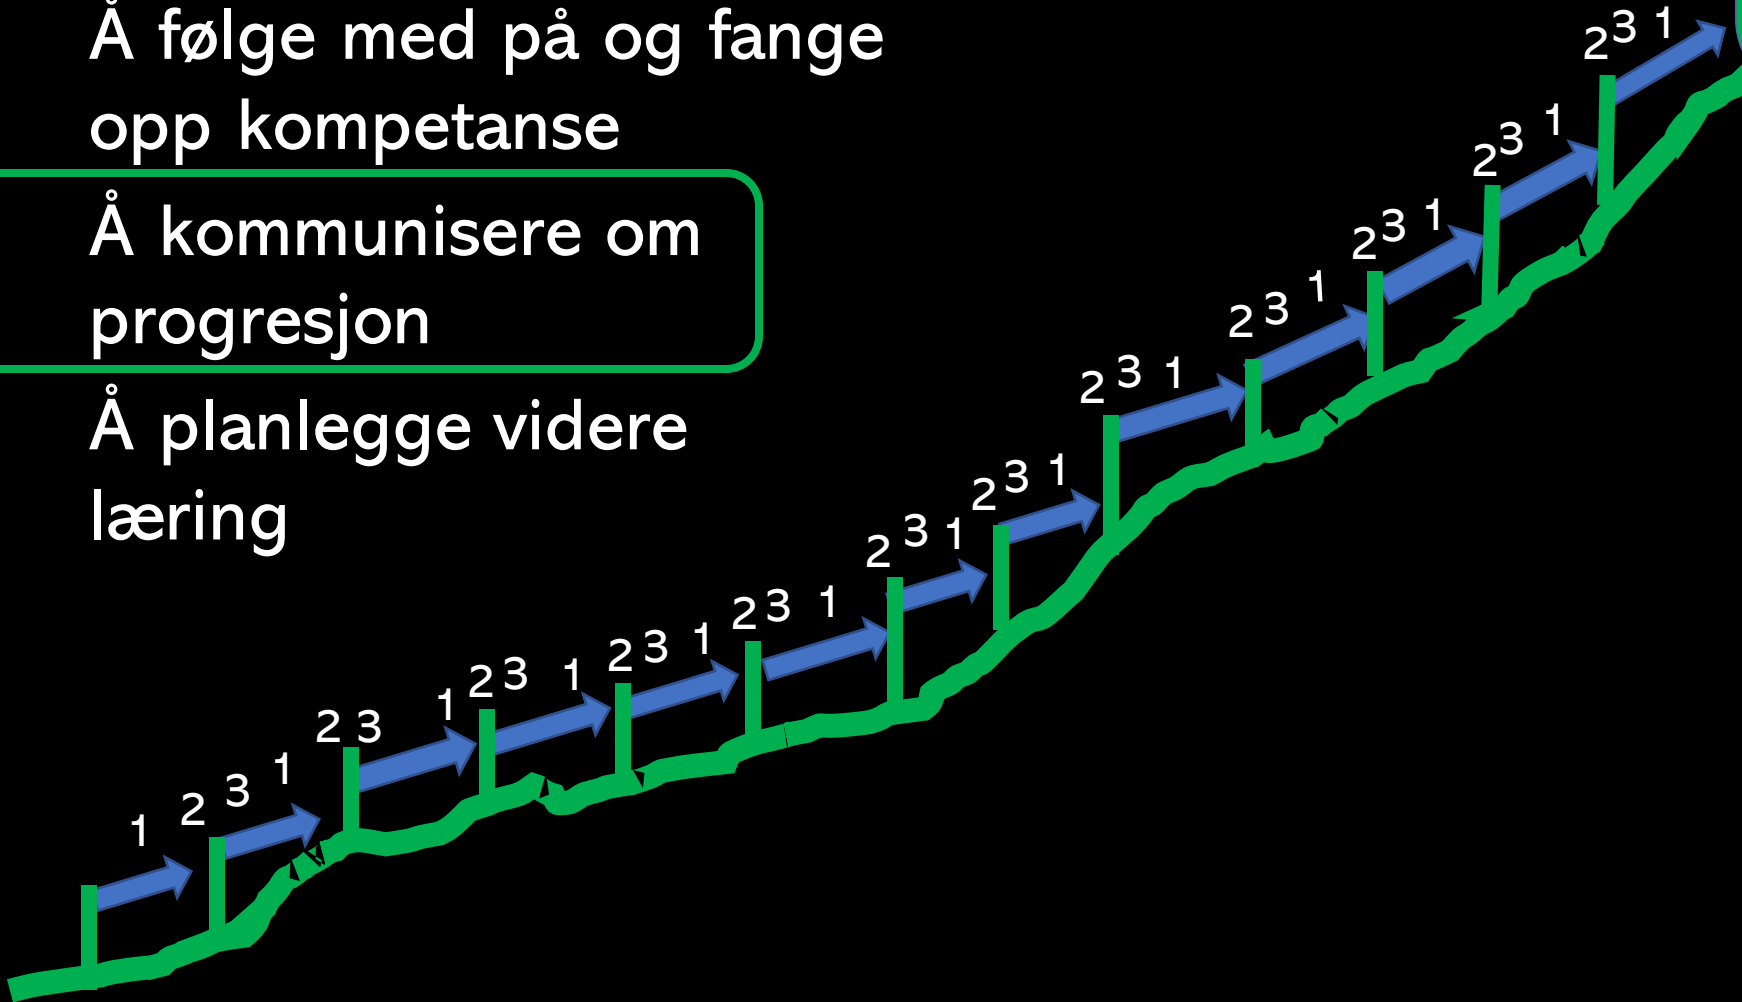 Å følge med på og fange
opp kompetanse
Å kommunisere om
progresjon
Å planlegge videre
læring
2 3 1
2 3 1
2 3 1
2 3 1
2 3 1
2 3 1
2 3 1
2 3 1
2 3 1
2 3 1
2 3 1
2 3 1
1 2 3 1